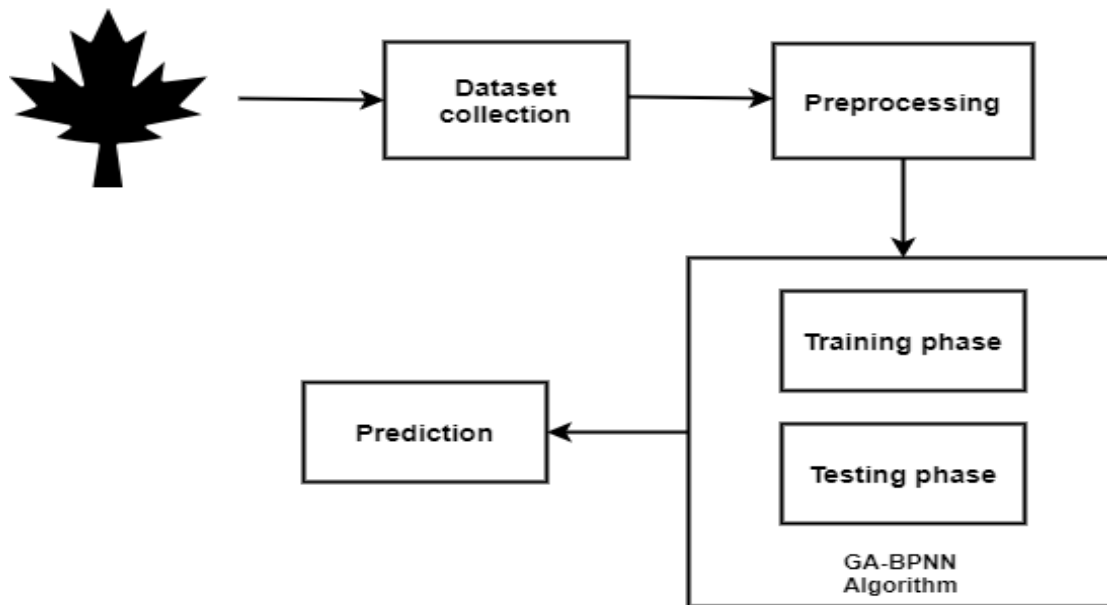 Dataset
collection
Preprocessing
Training phase
Prediction
Testing phase
GA-BPNN
Algorithm